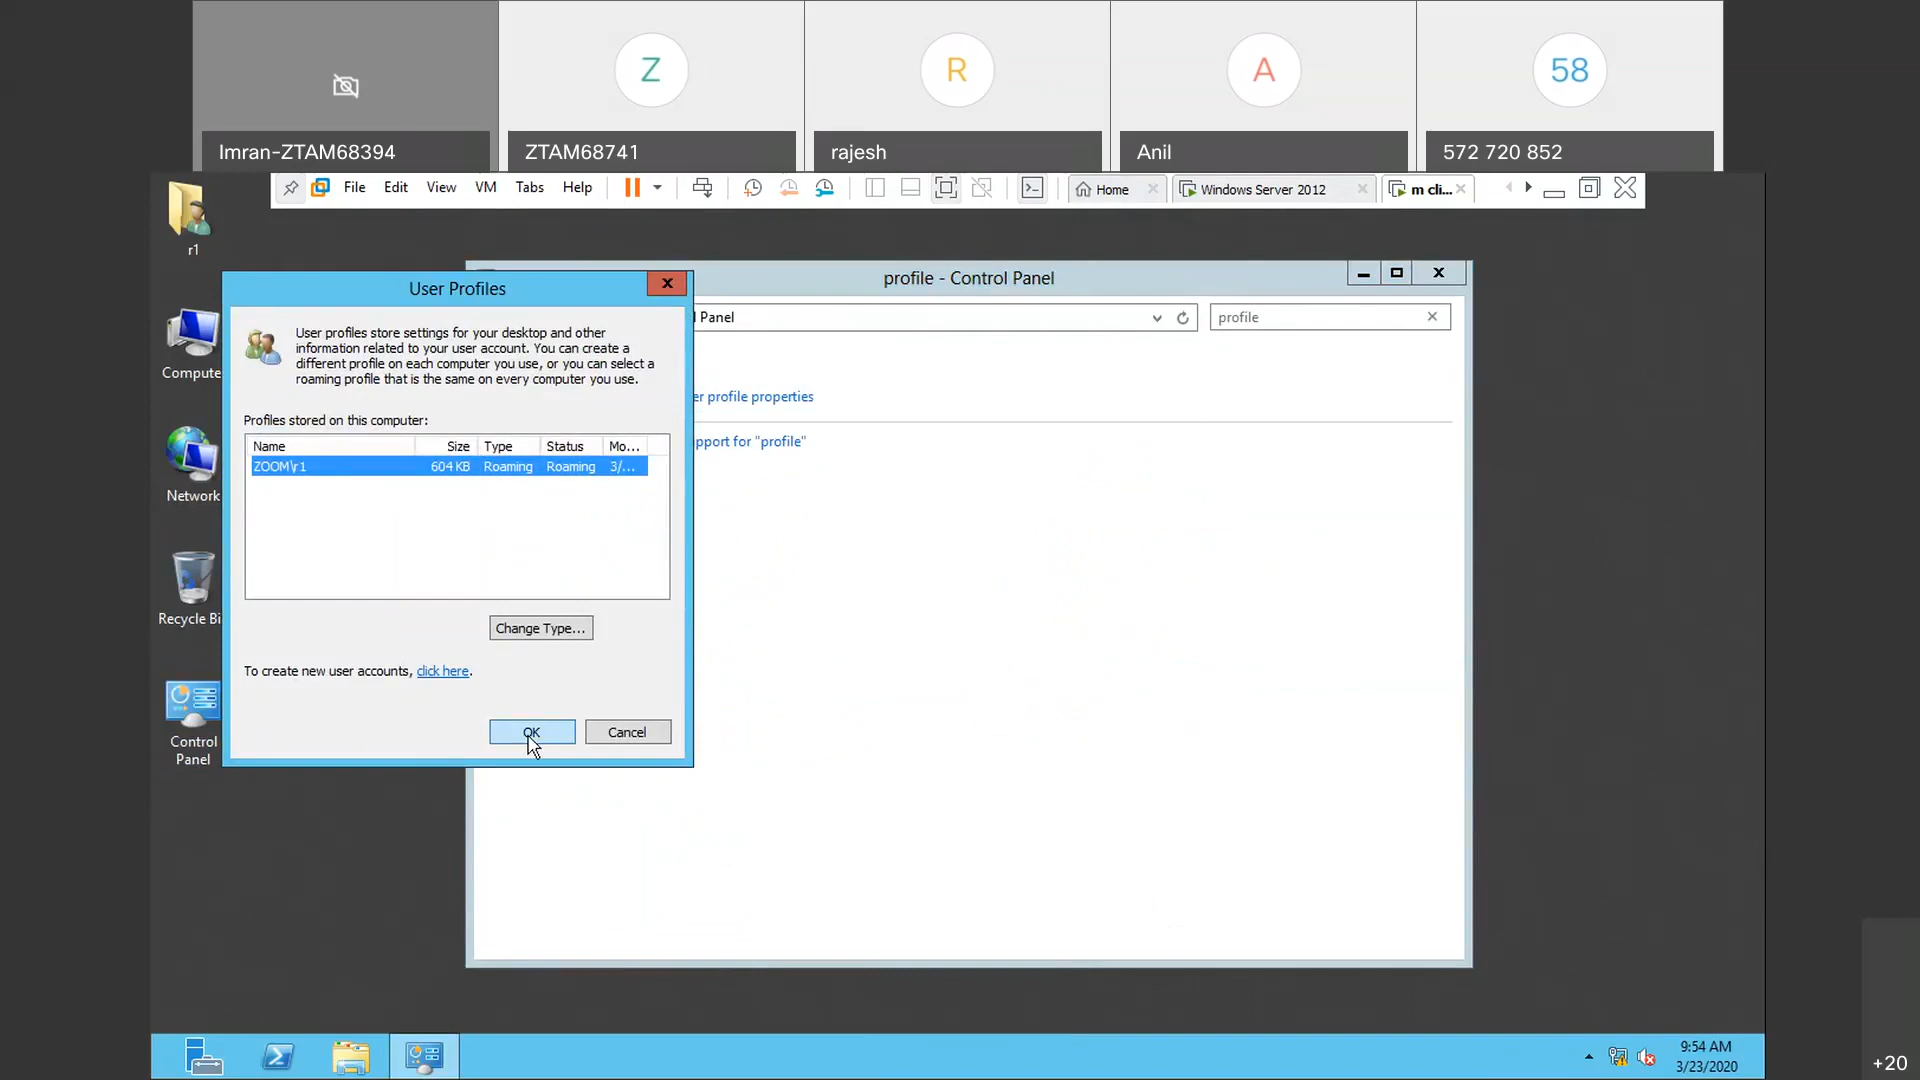 Z
R
A
58
Imran-ZTAM68394
ZTAM68741
rajesh
Anil
572 720 852
File Edit View VM Tabs Help
Home
Windows Server 2012
m cli...
r1
Compute
Network
Recycle Bi
Control
Panel
User Profiles
User profiles store settings for your desktop and other
information related to your user account. You can create a
different profile on each computer you use, or you can select a
roaming profile that is the same on every computer you use.
Profiles stored on this computer:
Name Size Type Status Mo...
ZOOM\r1 604 KB Roaming Roaming 3/...
Change Type...
To create new user accounts, click here.
OK Cancel
profile - Control Panel
l Panel
profile
er profile properties
pport for "profile"
9:54 AM
3/23/2020
+20